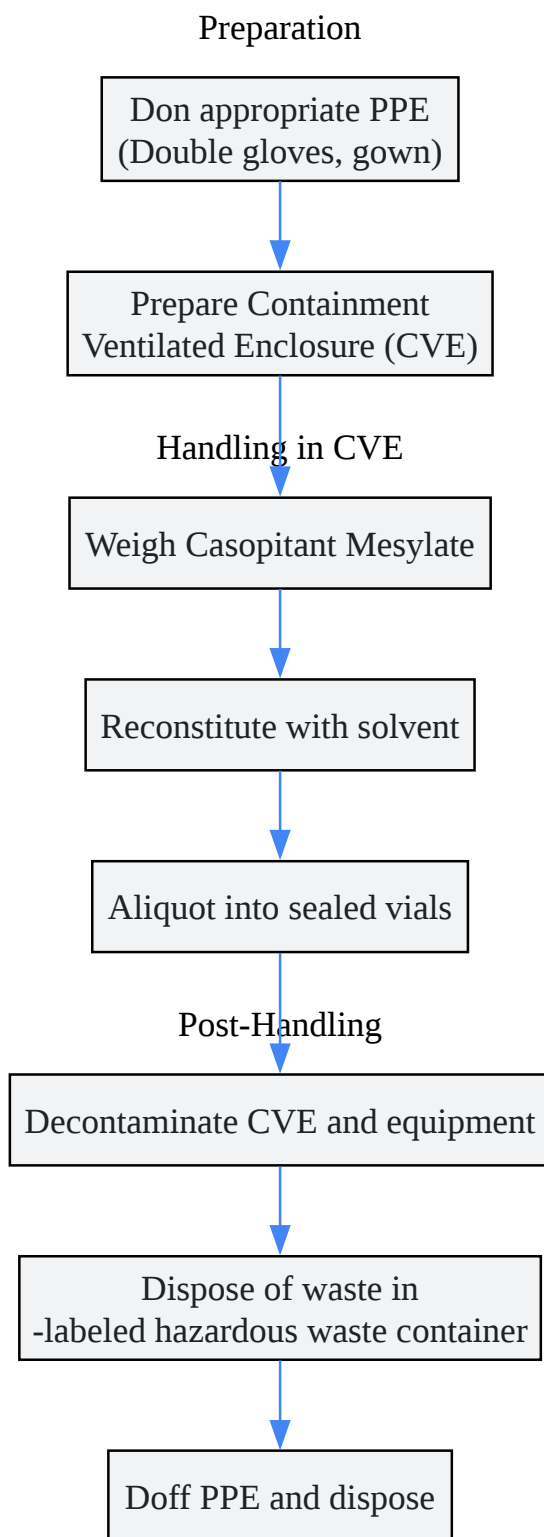 Preparation
Don appropriate PPE
(Double gloves, gown)
Prepare Containment
Ventilated Enclosure (CVE)
Handling in CVE
Weigh Casopitant Mesylate
Reconstitute with solvent
Aliquot into sealed vials
Post-Handling
Decontaminate CVE and equipment
Dispose of waste in
-labeled hazardous waste container
Doff PPE and dispose